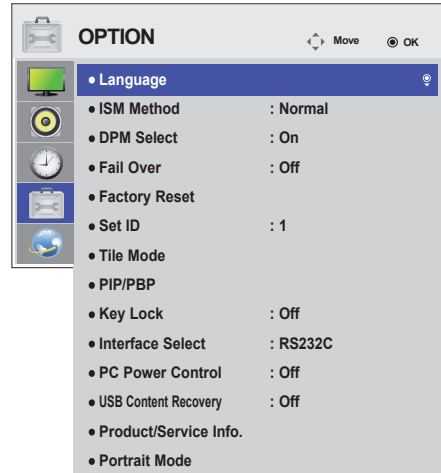 OPTION Move OK
• Language
• ISM Method : Normal
• DPM Select : On
• Fail Over : Off
• Factory Reset
• Set ID : 1
• Tile Mode
• PIP/PBP
• Key Lock : Off
• Interface Select : RS232C
• PC Power Control : Off
• USB Content Recovery : Off
• Product/Service Info.
• Portrait Mode